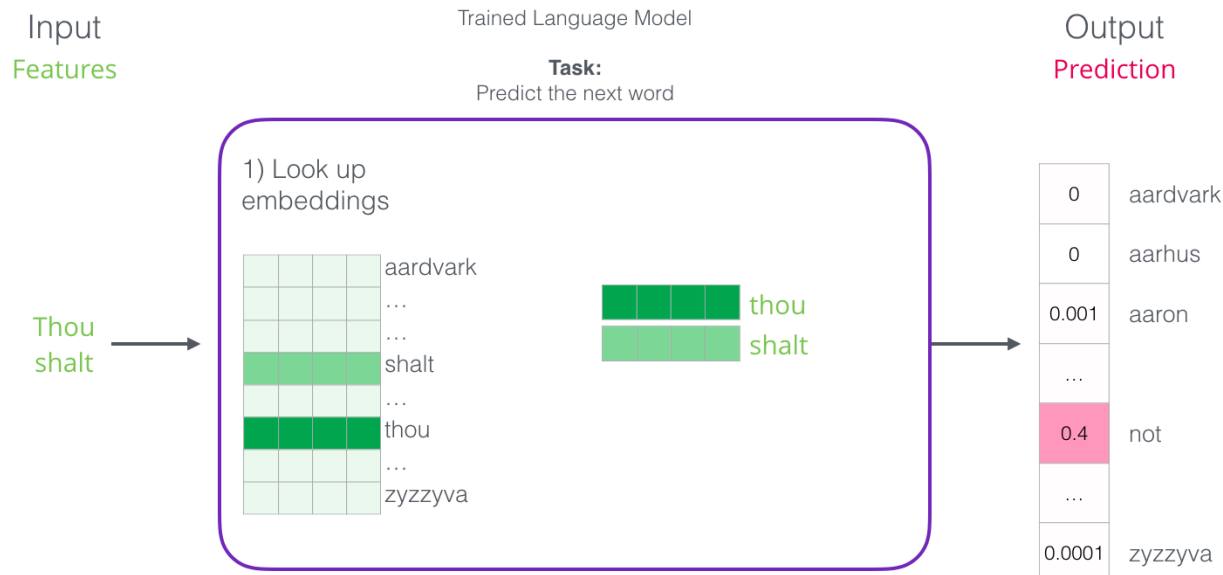 Input
Features
Trained Language Model
Task:
Predict the next word
Output
Prediction
1) Look up
embeddings
aardvark
...
...
shalt
...
thou
...
zyzzyva
Thou
shalt
thou
shalt
0 aardvark
0 aarhus
0.001 aaron
...
0.4 not
...
0.0001 zyzzyva